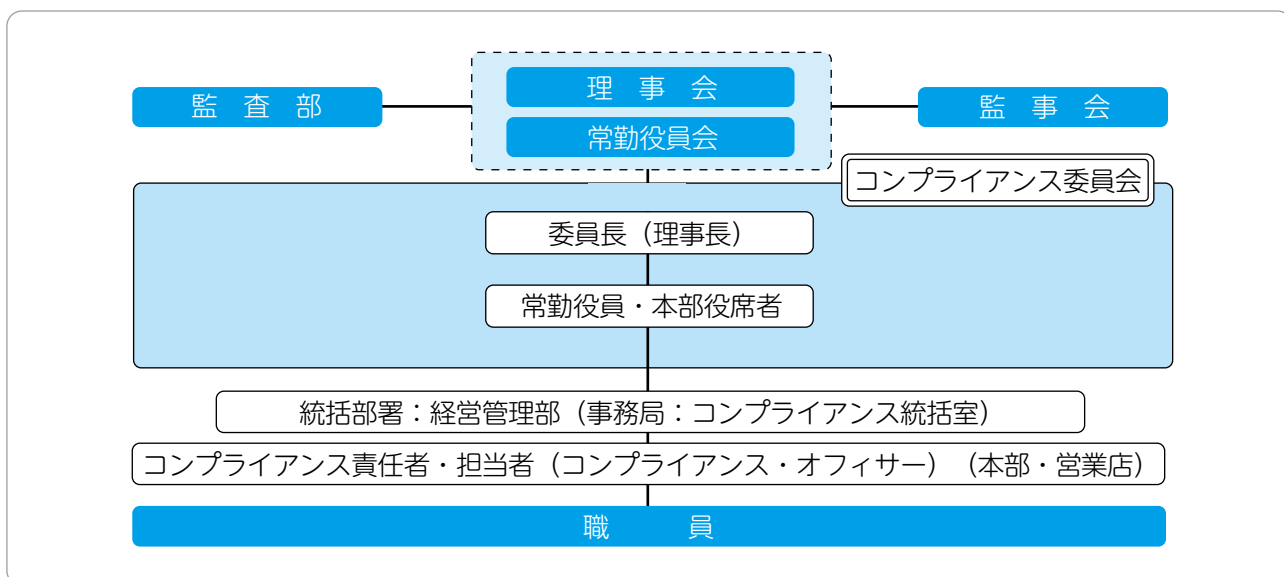 理事会
監査部
監事会
常勤役員会
コンプライアンス委員会
委員長（理事長）
常勤役員・本部役席者
統括部署：経営管理部（事務局：コンプライアンス統括室）
コンプライアンス責任者・担当者（コンプライアンス・オフィサー）（本部・営業店）
職員